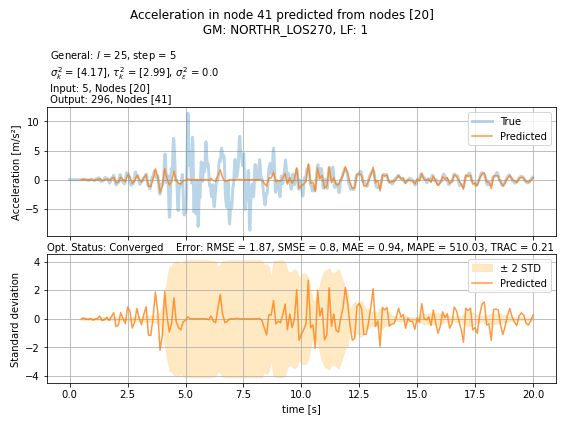 Acceleration in node 41 predicted from nodes [20]
GM: NORTHR_LOS270, LF: 1
General: l = 25, step = 5
σ²ₖ = [4.17], τ²ₖ = [2.99], σ²ₑ = 0.0
Input: 5, Nodes [20]
Output: 296, Nodes [41]
Acceleration [m/s²]
10
5
0
−5
True
Predicted
Opt. Status: Converged    Error: RMSE = 1.87, SMSE = 0.8, MAE = 0.94, MAPE = 510.03, TRAC = 0.21
Standard deviation
4
2
0
−2
−4
± 2 STD
Predicted
0.0 2.5 5.0 7.5 10.0 12.5 15.0 17.5 20.0
time [s]